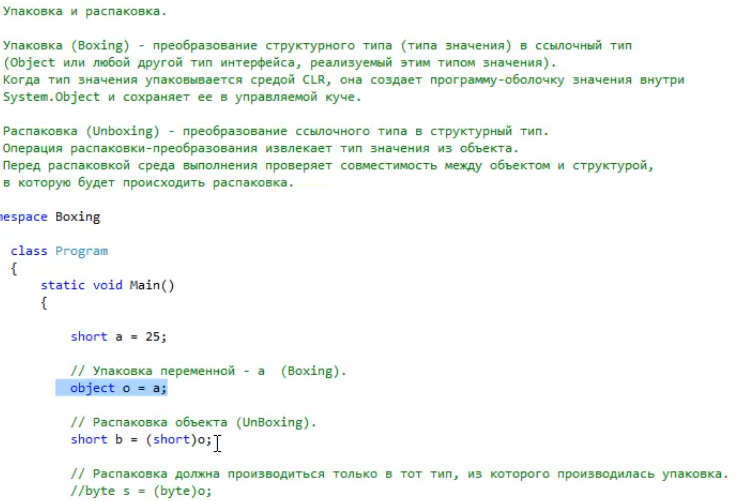 Упаковка и распаковка.
Упаковка (Boxing) - преобразование структурного типа (типа значения) в ссылочный тип
(Object или любой другой тип интерфейса, реализуемый этим типом значения).
Когда тип значения упаковывается средой CLR, она создает программу-оболочку значения внутри
System.Object и сохраняет ее в управляемой куче.
Распаковка (Unboxing) - преобразование ссылочного типа в структурный тип.
Операция распаковки-преобразования извлекает тип значения из объекта.
Перед распаковкой среда выполнения проверяет совместимость между объектом и структурой,
в которую будет происходить распаковка.
mespace Boxing
class Program
{
static void Main()
{
short a = 25;
// Упаковка переменной - a  (Boxing).
object o = a;
// Распаковка объекта (UnBoxing).
short b = (short)o;
// Распаковка должна производиться только в тот тип, из которого производилась упаковка.
//byte s = (byte)o;